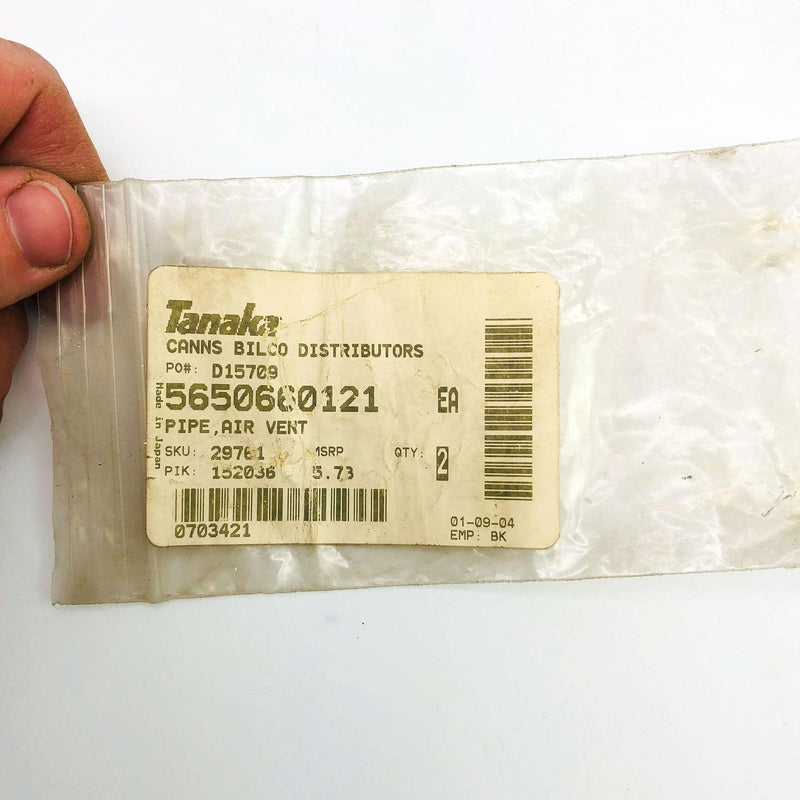 Tanaka
CANNS BILCO DISTRIBUTORS
PO#: D15709
5650660121 EA
Made in Japan
PIPE,AIR VENT
SKU: 29761 MSRP QTY: 2
PIK: 152036 5.73
0703421
01-09-04
EMP: BK